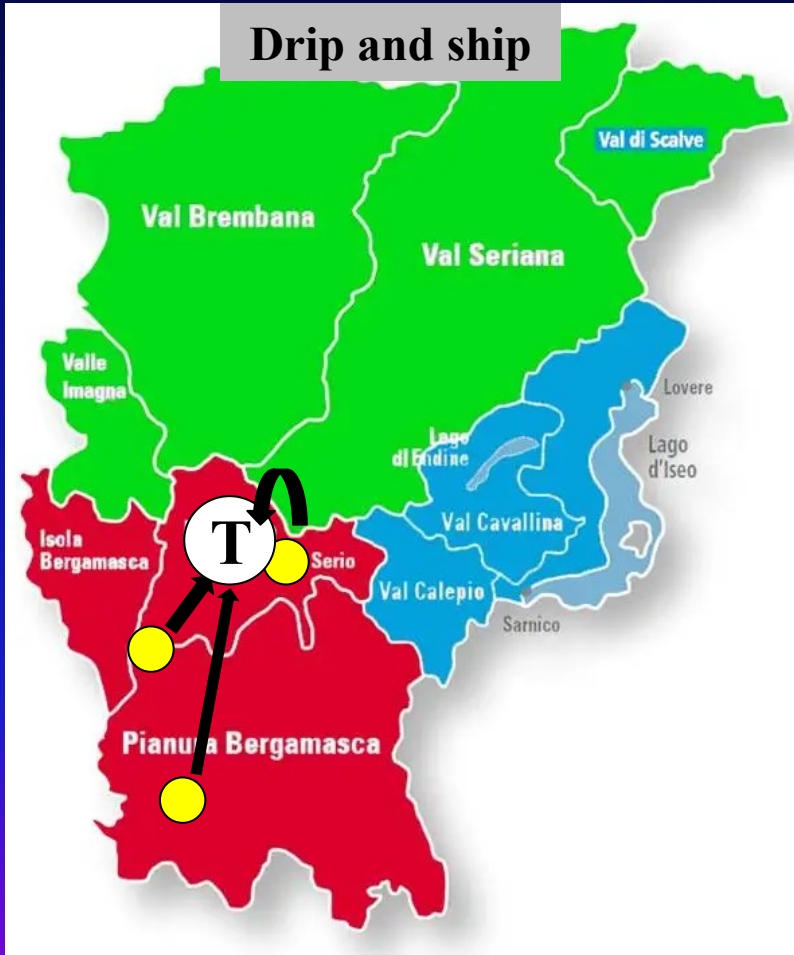 Drip and ship
Val di Scalve
Val Brembana
Val Seriana
Valle
Imagna
Lovere
Lago
di Endine
Lago
d'Iseo
Isola
Bergamasca
T
Serio
Val Cavallina
Val Calepio
Sarnico
Pianura Bergamasca